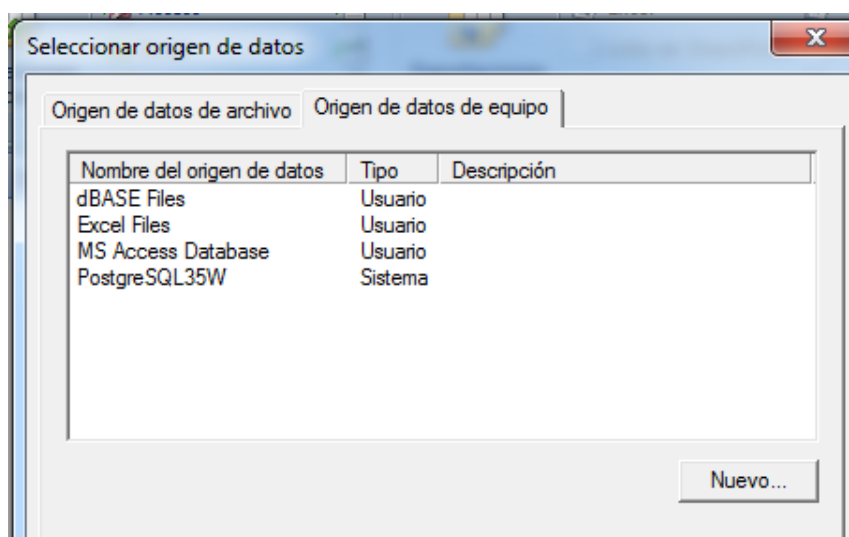 Seleccionar origen de datos
Origen de datos de archivo Origen de datos de equipo
Nombre del origen de datos Tipo Descripción
dBASE Files Usuario
Excel Files Usuario
MS Access Database Usuario
PostgreSQL35W Sistema
Nuevo...